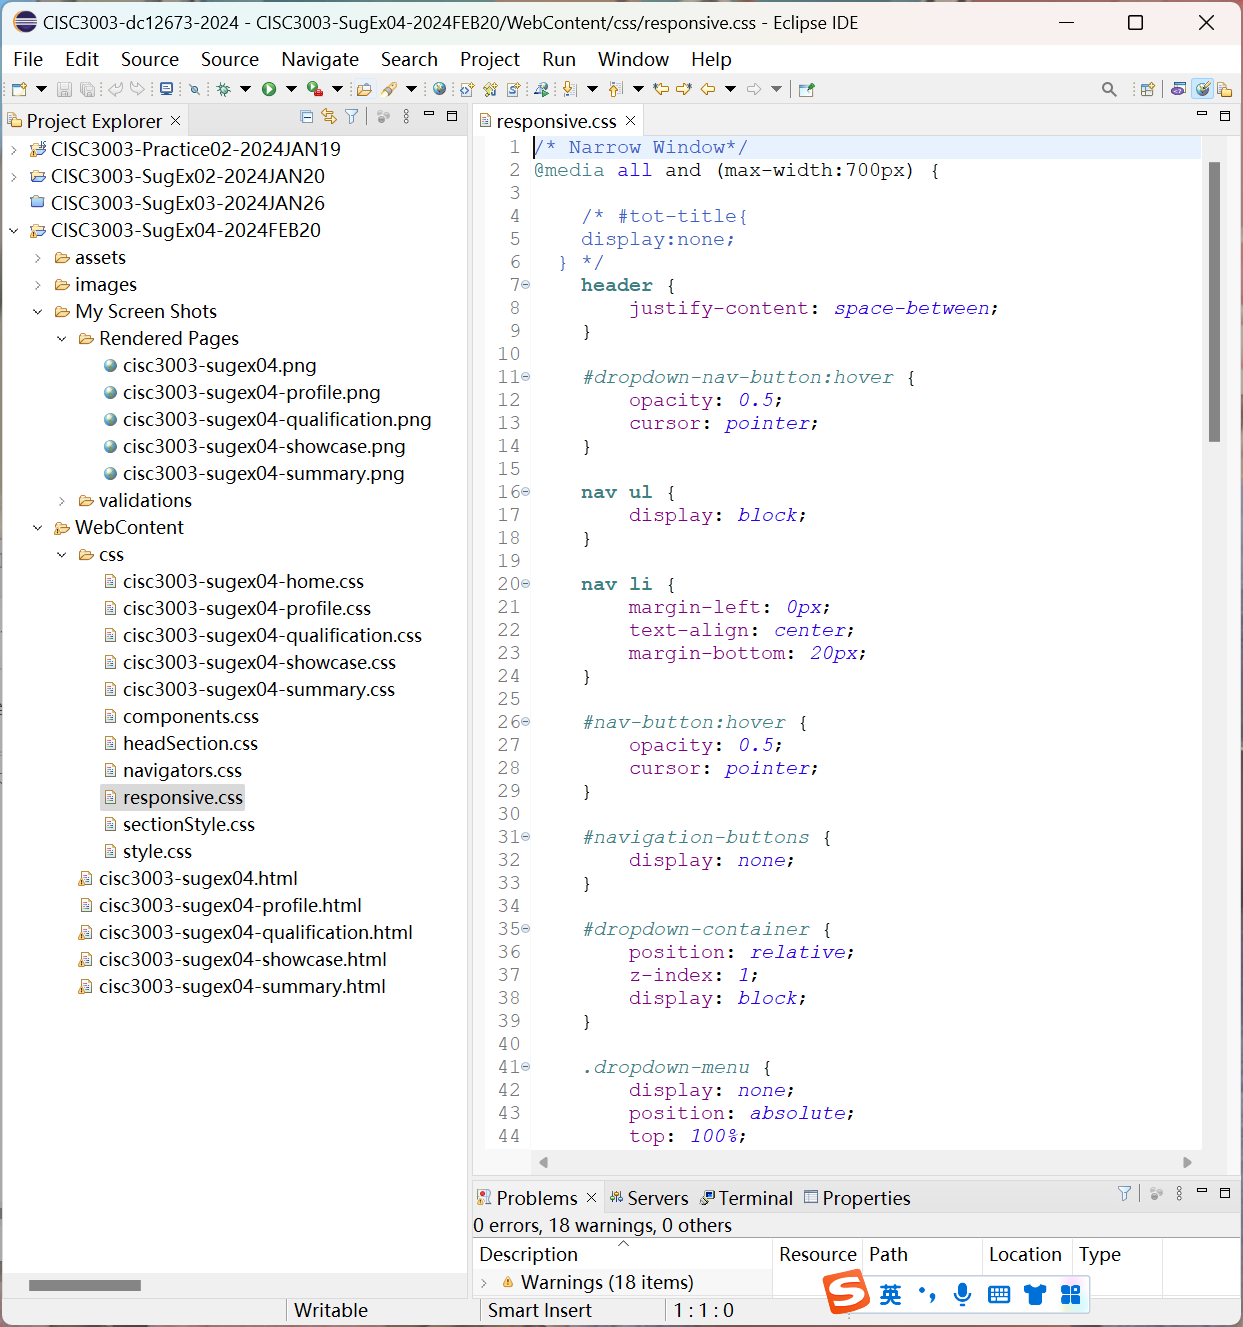 CISC3003-dc12673-2024 - CISC3003-SugEx04-2024FEB20/WebContent/css/responsive.css - Eclipse IDE
File Edit Source Source Navigate Search Project Run Window Help
Project Explorer
CISC3003-Practice02-2024JAN19
CISC3003-SugEx02-2024JAN20
CISC3003-SugEx03-2024JAN26
CISC3003-SugEx04-2024FEB20
assets
images
My Screen Shots
Rendered Pages
cisc3003-sugex04.png
cisc3003-sugex04-profile.png
cisc3003-sugex04-qualification.png
cisc3003-sugex04-showcase.png
cisc3003-sugex04-summary.png
validations
WebContent
css
cisc3003-sugex04-home.css
cisc3003-sugex04-profile.css
cisc3003-sugex04-qualification.css
cisc3003-sugex04-showcase.css
cisc3003-sugex04-summary.css
components.css
headSection.css
navigators.css
responsive.css
sectionStyle.css
style.css
cisc3003-sugex04.html
cisc3003-sugex04-profile.html
cisc3003-sugex04-qualification.html
cisc3003-sugex04-showcase.html
cisc3003-sugex04-summary.html
responsive.css
1 /* Narrow Window*/
2 @media all and (max-width:700px) {
3
4 /* #tot-title{
5 display:none;
6 } */
7 header {
8 justify-content: space-between;
9 }
10
11 #dropdown-nav-button:hover {
12 opacity: 0.5;
13 cursor: pointer;
14 }
15
16 nav ul {
17 display: block;
18 }
19
20 nav li {
21 margin-left: 0px;
22 text-align: center;
23 margin-bottom: 20px;
24 }
25
26 #nav-button:hover {
27 opacity: 0.5;
28 cursor: pointer;
29 }
30
31 #navigation-buttons {
32 display: none;
33 }
34
35 #dropdown-container {
36 position: relative;
37 z-index: 1;
38 display: block;
39 }
40
41 .dropdown-menu {
42 display: none;
43 position: absolute;
44 top: 100%;
Problems Servers Terminal Properties
0 errors, 18 warnings, 0 others
Description Resource Path Location Type
Warnings (18 items)
英
Writable Smart Insert 1 : 1 : 0